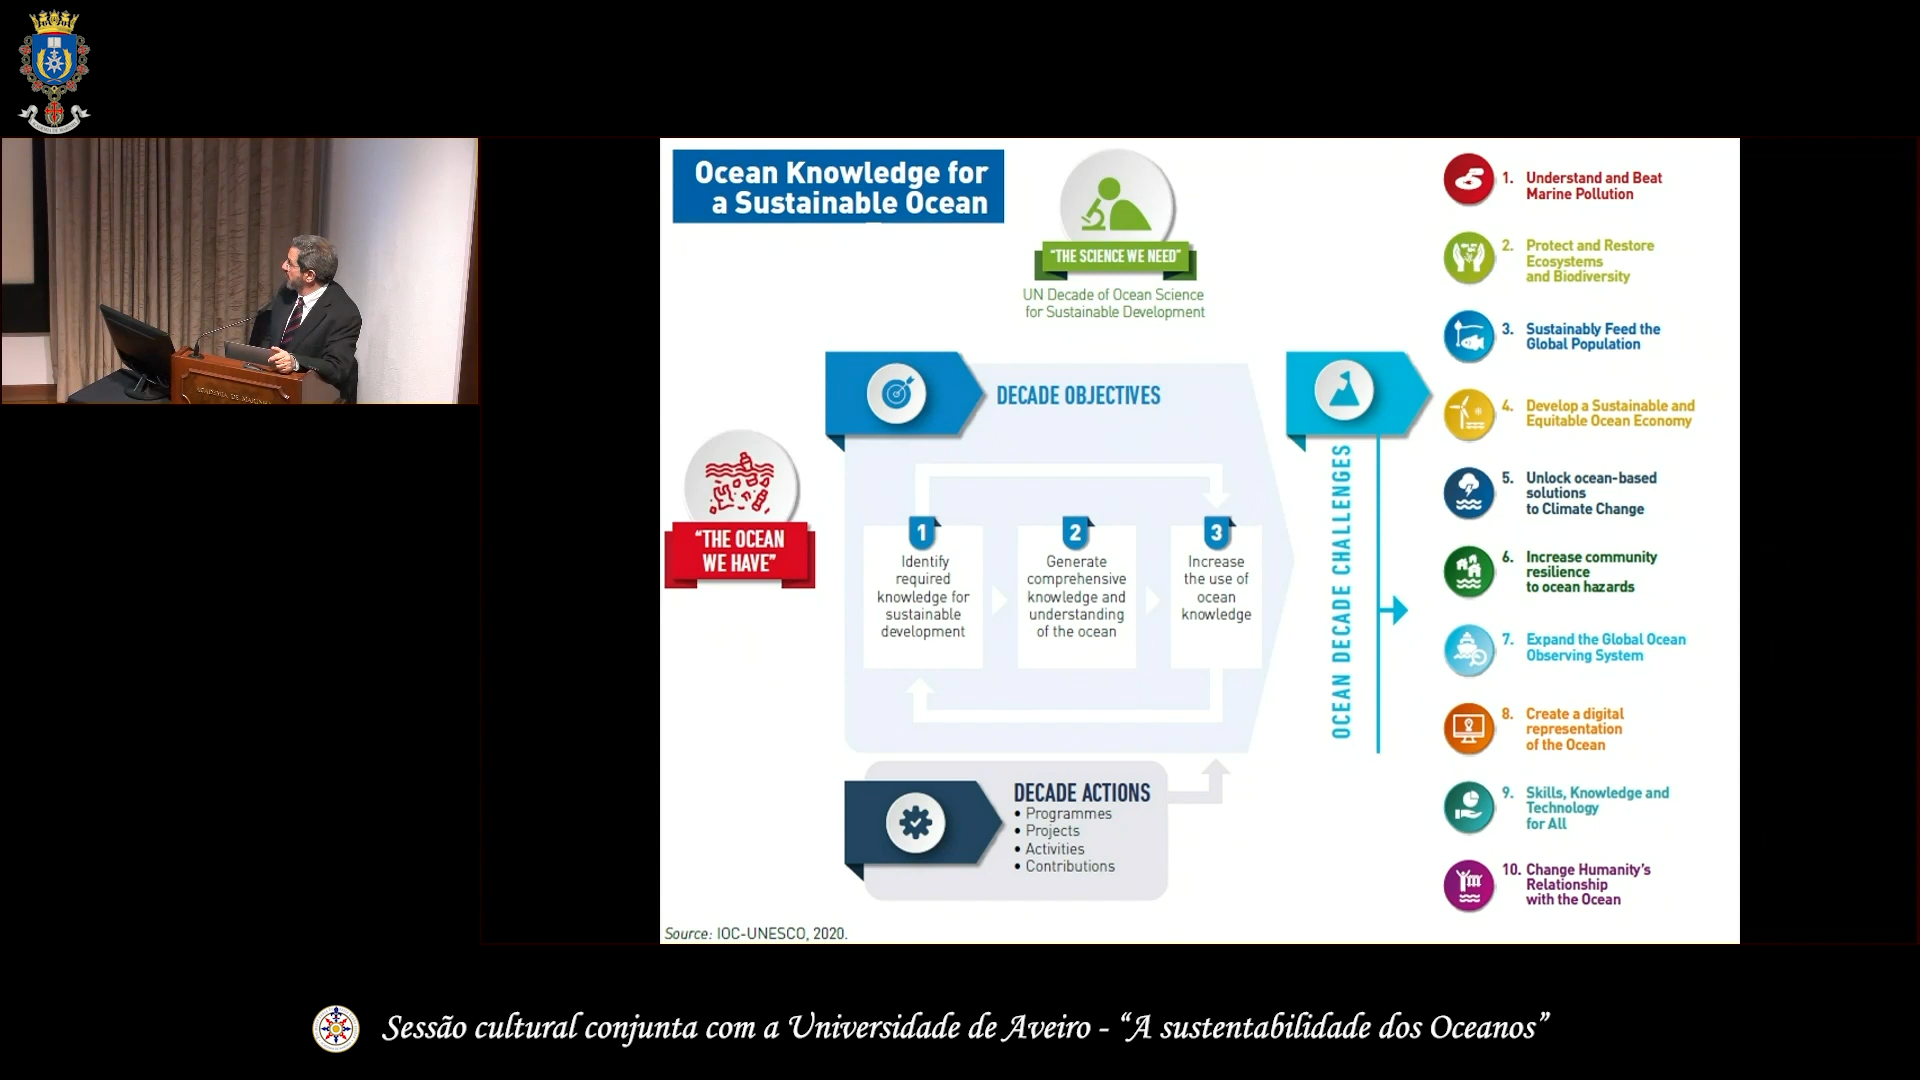 Ocean Knowledge for
a Sustainable Ocean
"THE SCIENCE WE NEED"
UN Decade of Ocean Science
for Sustainable Development
"THE OCEAN
WE HAVE"
DECADE OBJECTIVES
1
Identify
required
knowledge for
sustainable
development
2
Generate
comprehensive
knowledge and
understanding
of the ocean
3
Increase
the use of
ocean
knowledge
DECADE ACTIONS
• Programmes
• Projects
• Activities
• Contributions
OCEAN DECADE CHALLENGES
1. Understand and Beat
Marine Pollution
2. Protect and Restore
Ecosystems
and Biodiversity
3. Sustainably Feed the
Global Population
4. Develop a Sustainable and
Equitable Ocean Economy
5. Unlock ocean-based
solutions
to Climate Change
6. Increase community
resilience
to ocean hazards
7. Expand the Global Ocean
Observing System
8. Create a digital
representation
of the Ocean
9. Skills, Knowledge and
Technology
for All
10. Change Humanity's
Relationship
with the Ocean
Source: IOC-UNESCO, 2020.
ACADEMIA DE MARINHA
Sessão cultural conjunta com a Universidade de Aveiro - "A sustentabilidade dos Oceanos"